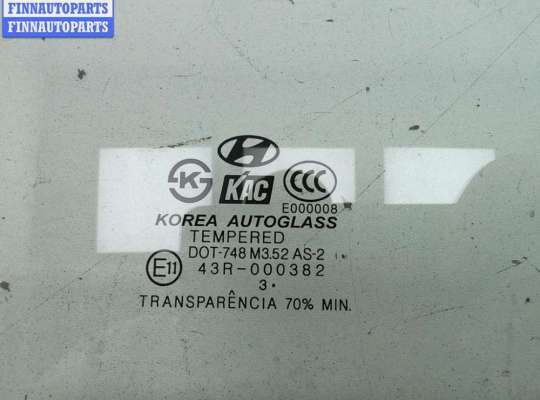 FINNAUTOPARTS
FINNAUTOPARTS
KAC
CCC
E000008
KOREA AUTOGLASS
TEMPERED
DOT-748 M3.52 AS-2
E11 43R-000382
3.
TRANSPARÊNCIA 70% MIN.